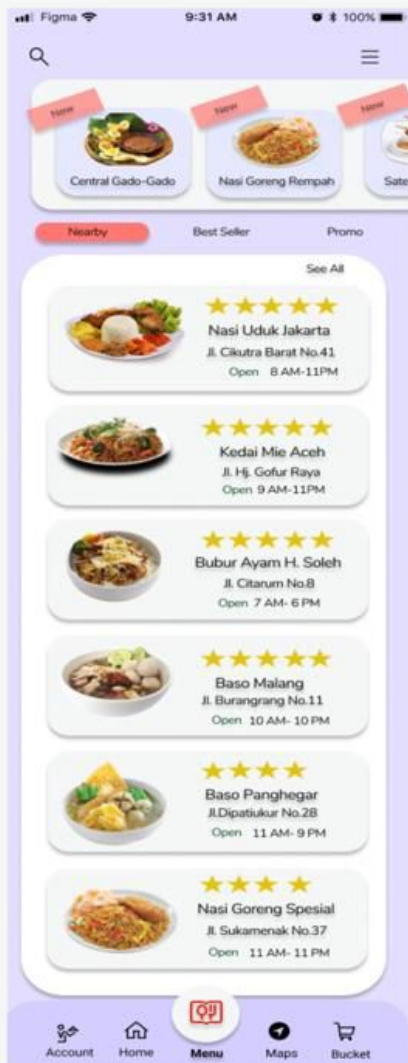 Figma 9:31 AM 100%
New New New
Central Gado-Gado Nasi Goreng Rempah Sate
Nearby Best Seller Promo
See All
Nasi Uduk Jakarta
Jl. Cikutra Barat No.41
Open 8 AM-11PM
Kedai Mie Aceh
Jl. Hj. Gofur Raya
Open 9 AM-11PM
Bubur Ayam H. Soleh
Jl. Citarum No.8
Open 7 AM- 6 PM
Baso Malang
Jl. Burangrang No.11
Open 10 AM- 10 PM
Baso Panghegar
Jl.Dipatiukur No.28
Open 11 AM- 9 PM
Nasi Goreng Spesial
Jl. Sukamenak No.37
Open 11 AM- 11 PM
Account Home Menu Maps Bucket